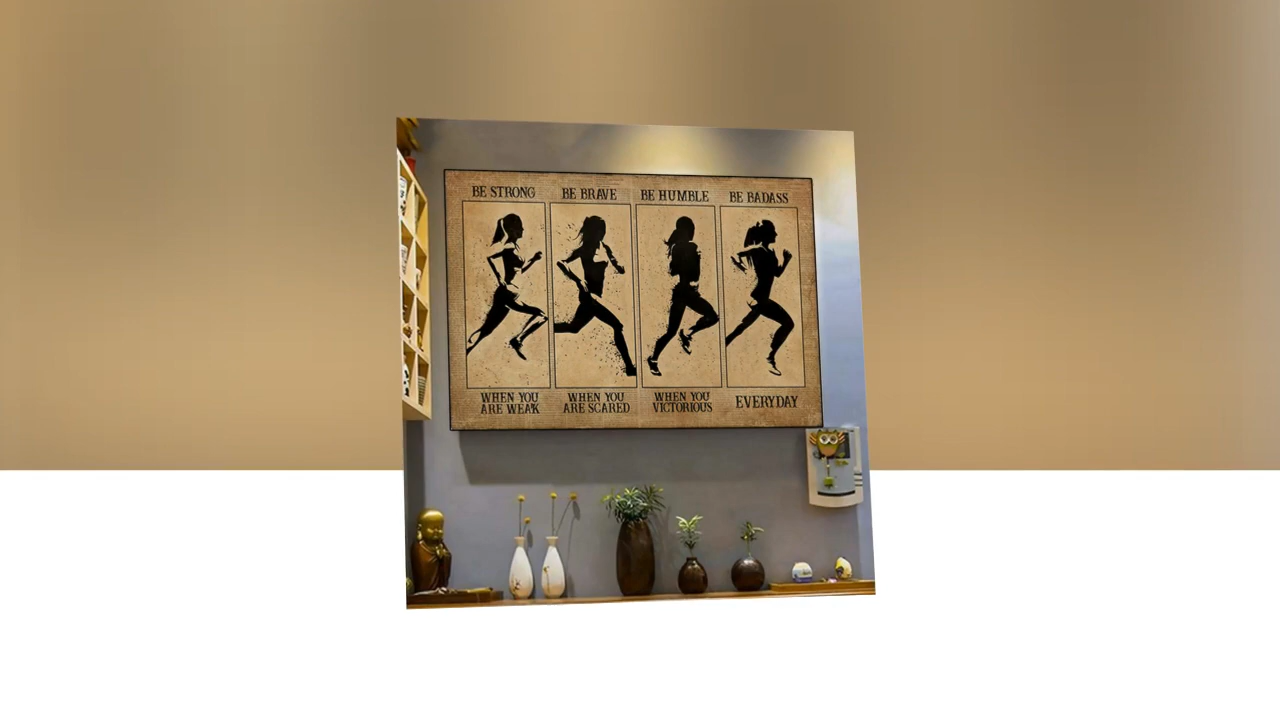 BE STRONG
BE BRAVE
BE HUMBLE
BE BADASS
WHEN YOU
ARE WEAK
WHEN YOU
ARE SCARED
WHEN YOU
VICTORIOUS
EVERYDAY